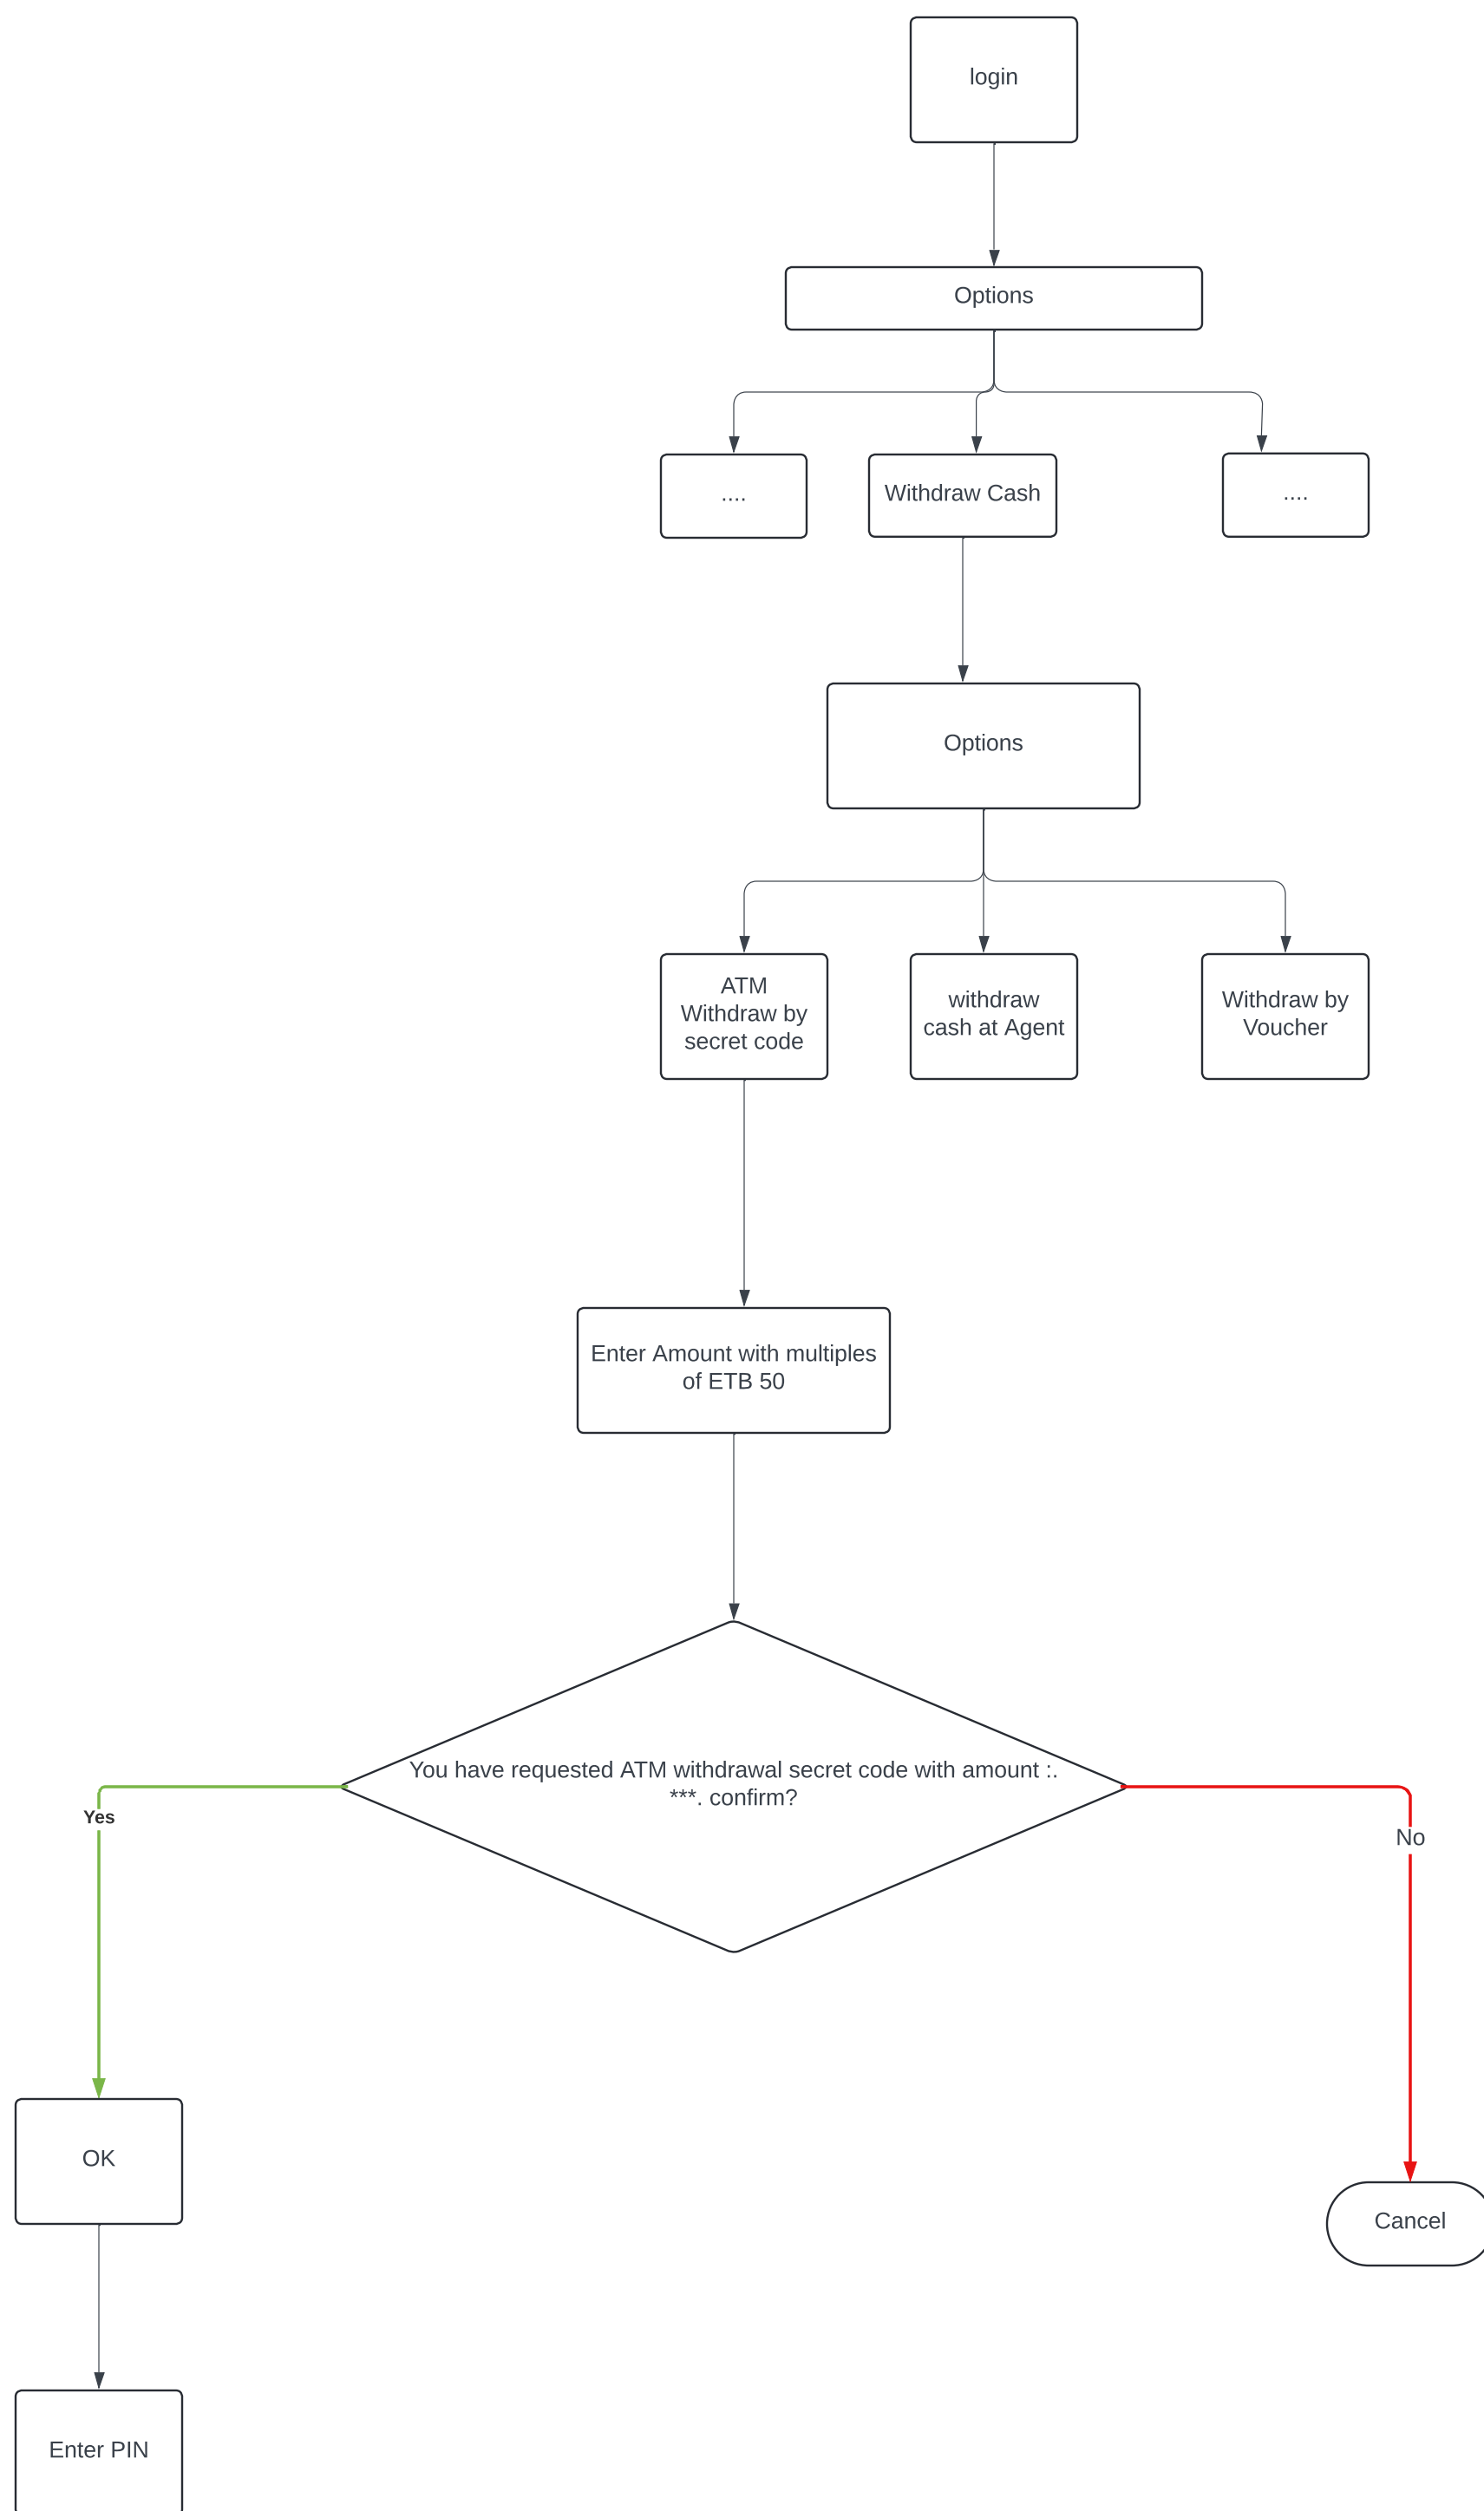 login
Options
....
Withdraw Cash
....
Options
ATM
Withdraw by
secret code
withdraw
cash at Agent
Withdraw by
Voucher
Enter Amount with multiples
of ETB 50
You have requested ATM withdrawal secret code with amount :.
***. confirm?
Yes
No
OK
Cancel
Enter PIN